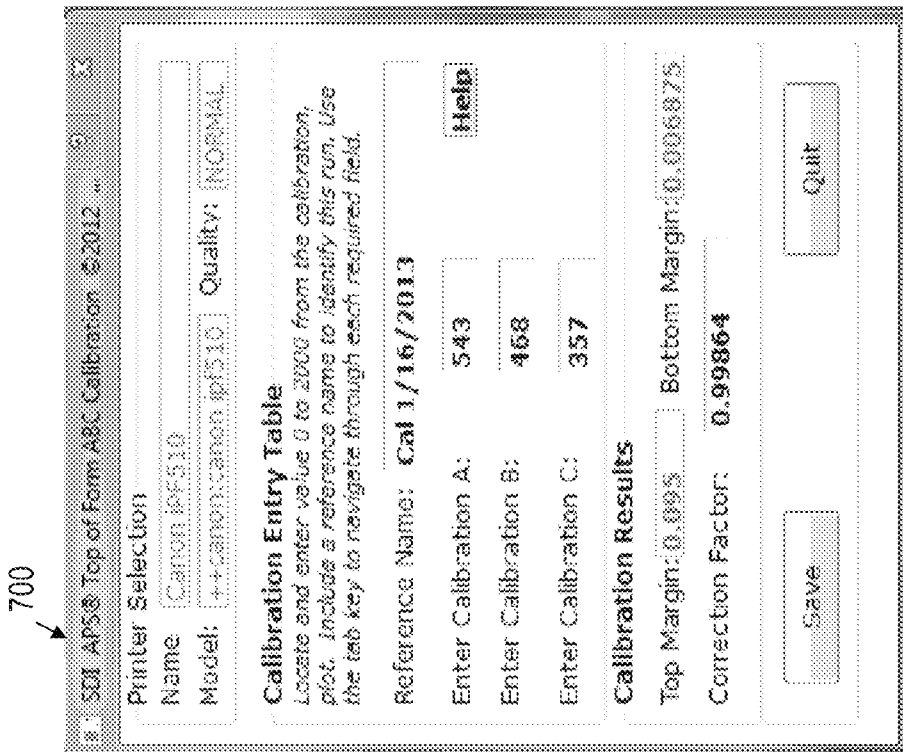 700
SDI APS® Top of Form ABC Calibration ©2012 ..
Printer Selection
Name: Canon iPF510
Model: ++canon:canon ipf510 Quality: NORMAL
Calibration Entry Table
Locate and enter value 0 to 2000 from the calibration,
plot. Include a reference name to identify this run. Use
the tab key to navigate through each required field.
Reference Name: Cal 1/16/2013
Enter Calibration A: 543 Help
Enter Calibration B: 468
Enter Calibration C: 357
Calibration Results
Top Margin: 0.095 Bottom Margin: 0.006875
Correction Factor: 0.99864
Save Quit